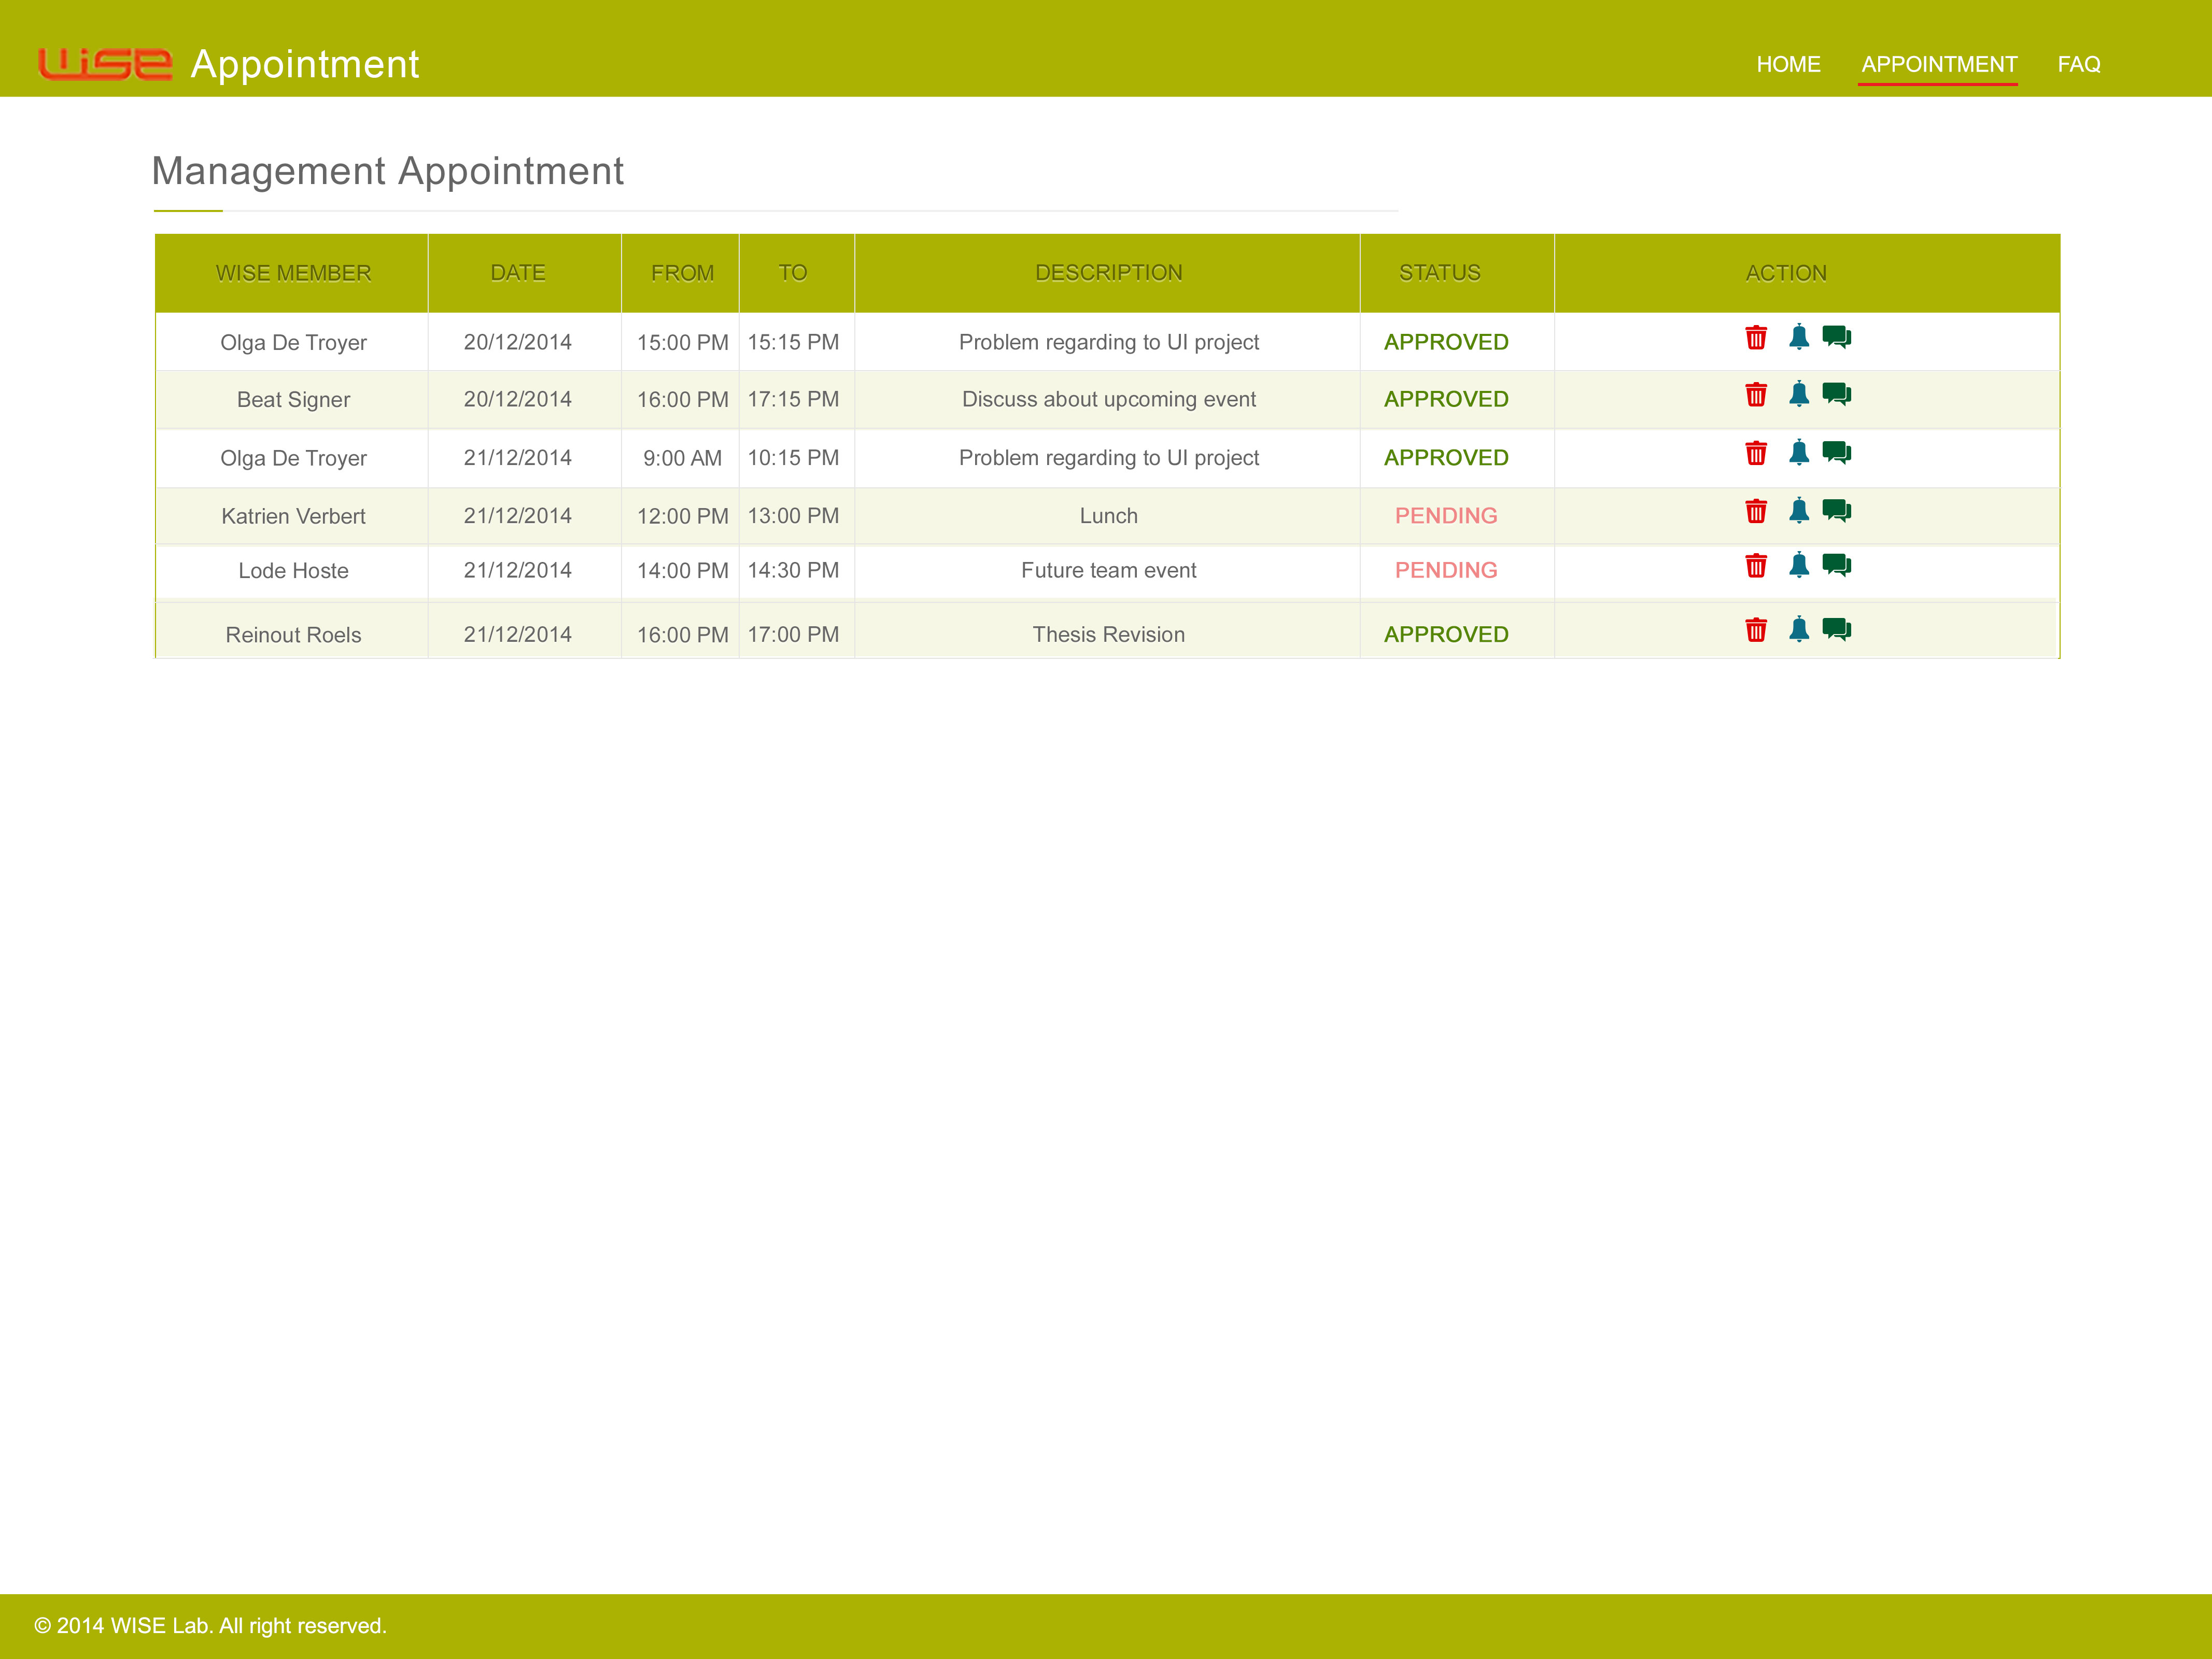 WiSe Appointment
HOME APPOINTMENT FAQ
Management Appointment
WISE MEMBER DATE FROM TO DESCRIPTION STATUS ACTION
Olga De Troyer 20/12/2014 15:00 PM 15:15 PM Problem regarding to UI project APPROVED
Beat Signer 20/12/2014 16:00 PM 17:15 PM Discuss about upcoming event APPROVED
Olga De Troyer 21/12/2014 9:00 AM 10:15 PM Problem regarding to UI project APPROVED
Katrien Verbert 21/12/2014 12:00 PM 13:00 PM Lunch PENDING
Lode Hoste 21/12/2014 14:00 PM 14:30 PM Future team event PENDING
Reinout Roels 21/12/2014 16:00 PM 17:00 PM Thesis Revision APPROVED
© 2014 WISE Lab. All right reserved.